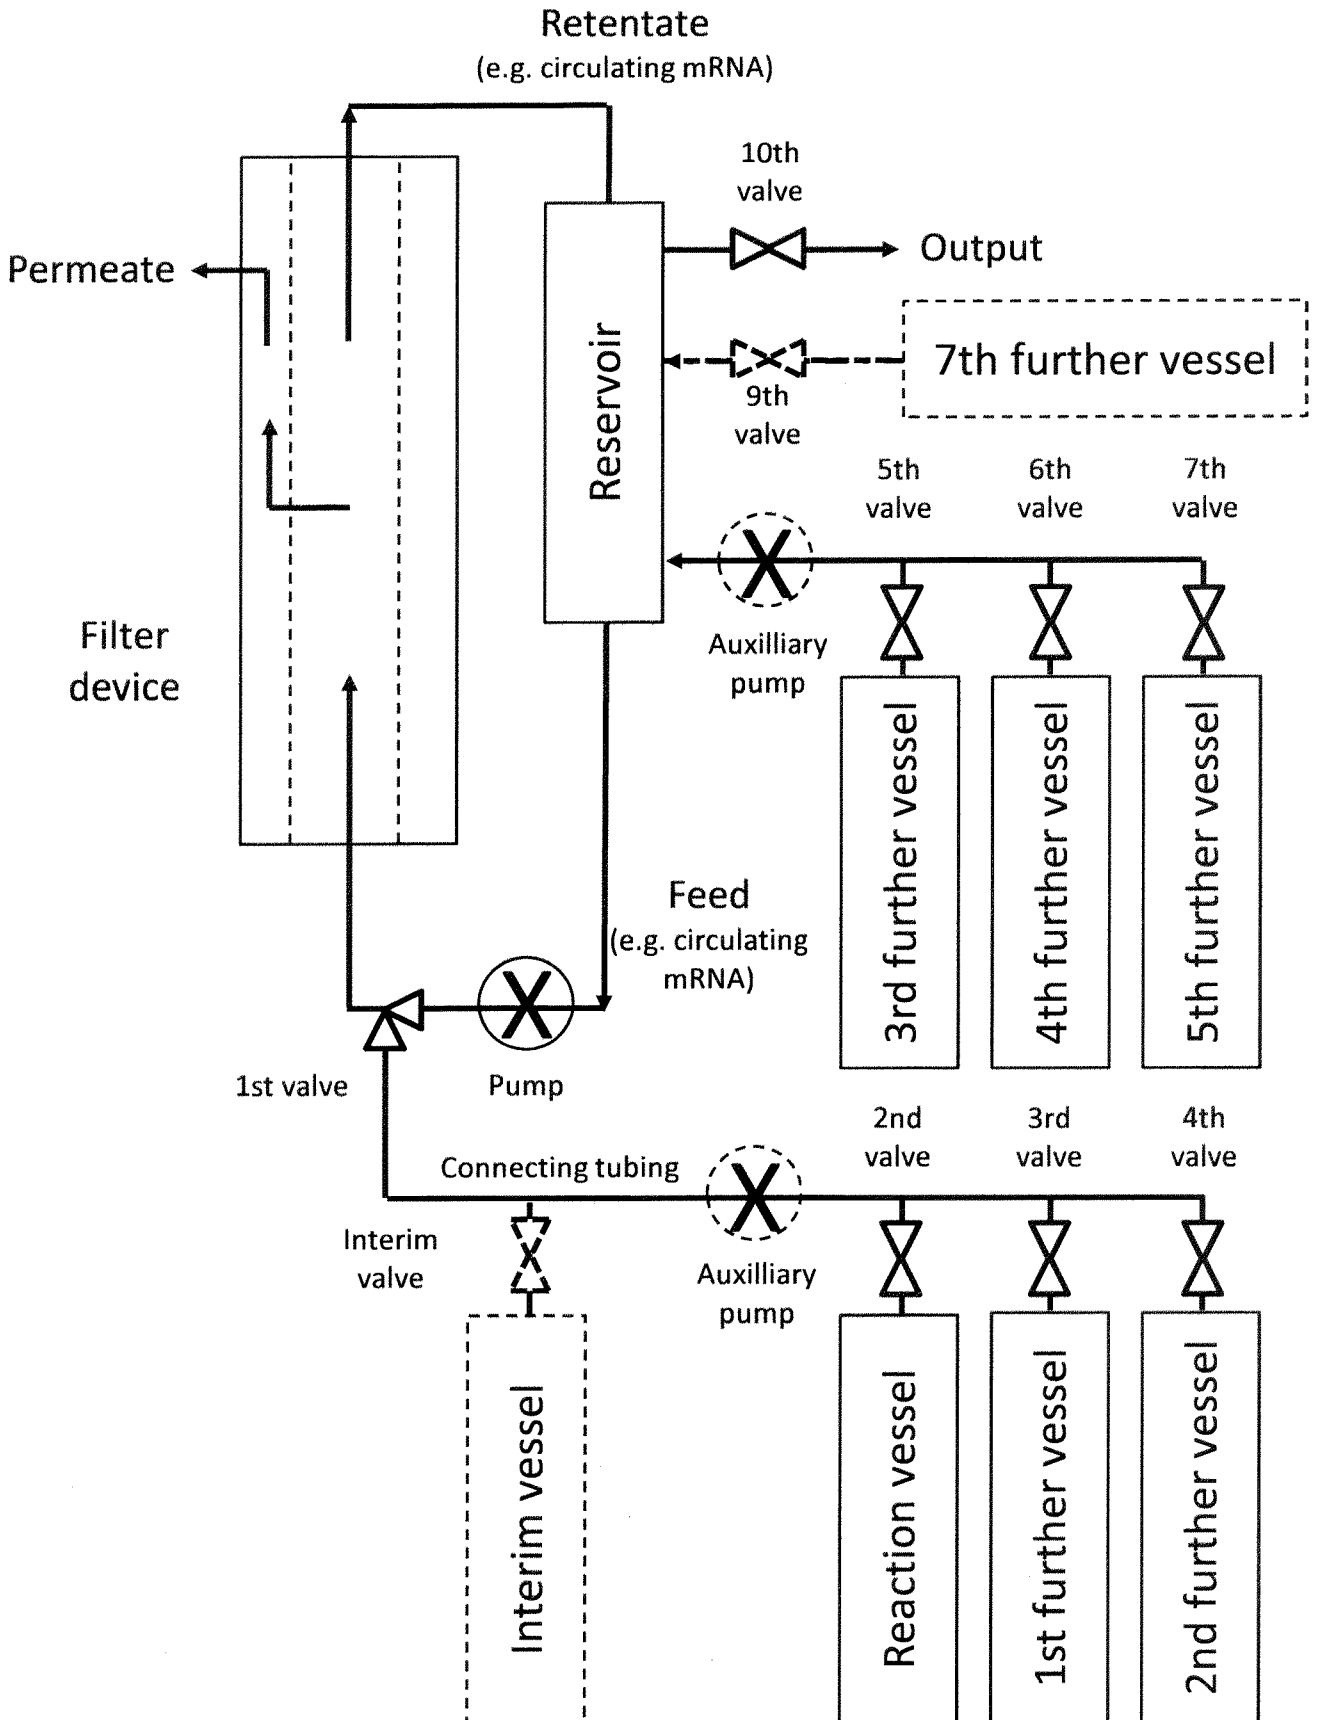 Retentate
(e.g. circulating mRNA)
10th
valve
Output
Permeate
Reservoir
7th further vessel
9th
valve
5th
valve
6th
valve
7th
valve
Auxilliary
pump
Filter
device
3rd further vessel
4th further vessel
5th further vessel
Feed
(e.g. circulating
mRNA)
1st valve
Pump
2nd
valve
3rd
valve
4th
valve
Connecting tubing
Interim
valve
Auxilliary
pump
Interim vessel
Reaction vessel
1st further vessel
2nd further vessel